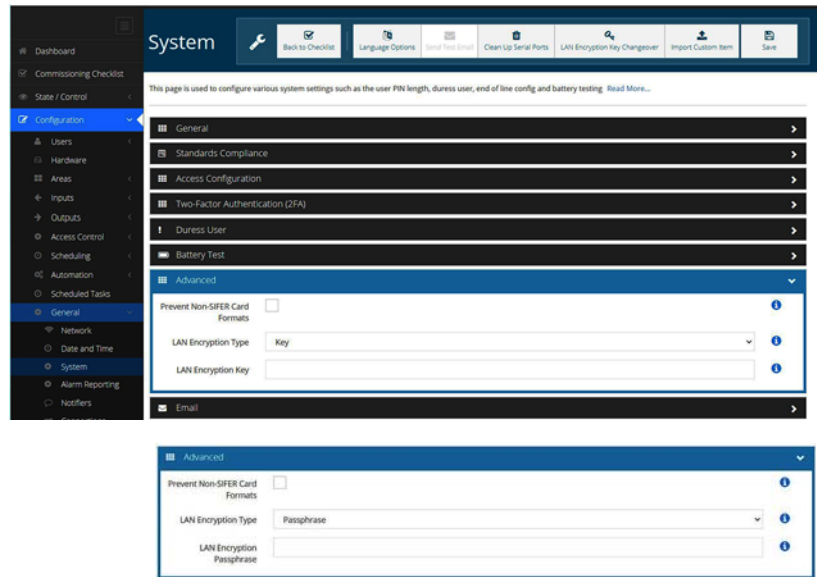 System
Back to Checklist
Language Options
Send Test Email
Clean Up Serial Ports
LAN Encryption Key Changeover
Import Custom Item
Save
Dashboard
Commissioning Checklist
State / Control
Configuration
Users
Hardware
Areas
Inputs
Outputs
Access Control
Scheduling
Automation
Scheduled Tasks
General
Network
Date and Time
System
Alarm Reporting
Notifiers
This page is used to configure various system settings such as the user PIN length, duress user, end of line config and battery testing Read More...
General
Standards Compliance
Access Configuration
Two-Factor Authentication (2FA)
Duress User
Battery Test
Advanced
Prevent Non-SIFER Card
Formats
LAN Encryption Type
Key
LAN Encryption Key
Email
Advanced
Prevent Non-SIFER Card
Formats
LAN Encryption Type
Passphrase
LAN Encryption
Passphrase